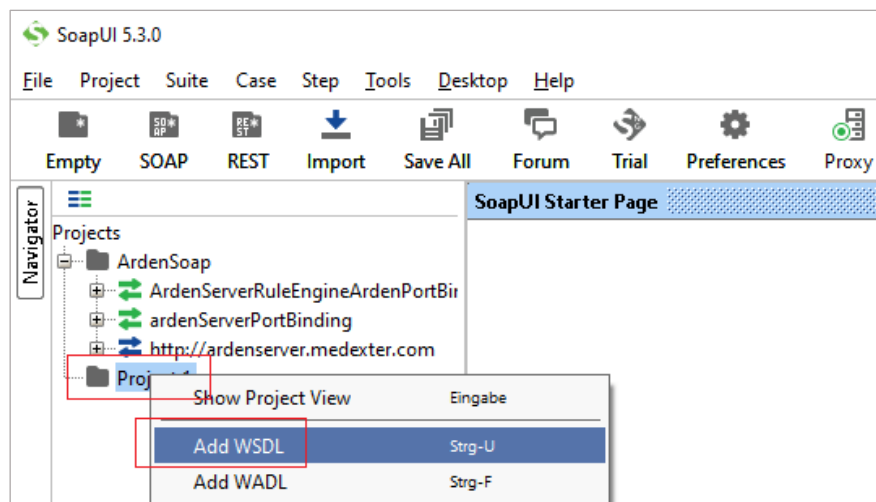 SoapUI 5.3.0
File Project Suite Case Step Tools Desktop Help
Empty SOAP REST Import Save All Forum Trial Preferences Proxy
Navigator
SoapUI Starter Page
Projects
ArdenSoap
ArdenServerRuleEngineArdenPortBir
ardenServerPortBinding
http://ardenserver.medexter.com
Project 1
Show Project View Eingabe
Add WSDL Strg-U
Add WADL Strg-F